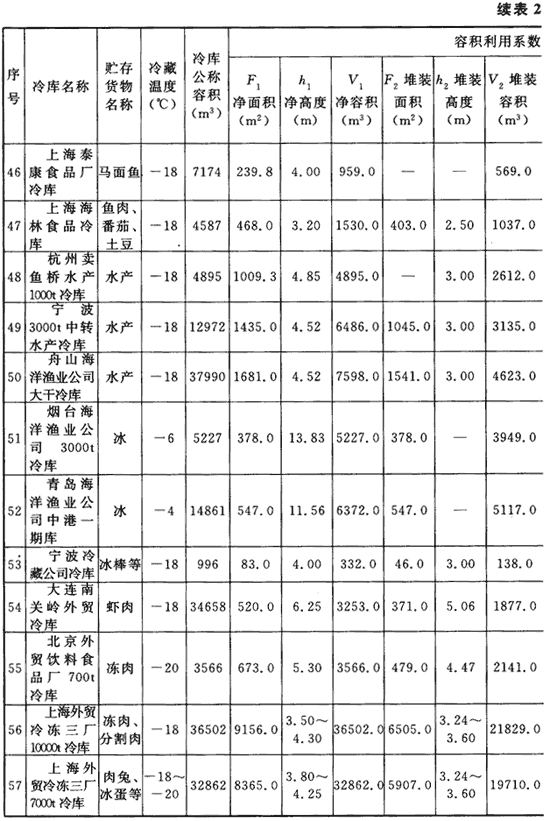 续表 2
序号 冷库名称 贮存货物名称 冷藏温度(℃) 冷库公称容积(m³) 容积利用系数
F₁净面积(m²) h₁净高度(m) V₁净容积(m³) F₂堆装面积(m²) h₂堆装高度(m) V₂堆装容积(m³)
46 上海泰康食品厂冷库 马面鱼 -18 7174 239.8 4.00 959.0 — — 569.0
47 上海海林食品冷库 鱼肉、番茄、土豆 -18 4587 468.0 3.20 1530.0 403.0 2.50 1037.0
48 杭州卖鱼桥水产1000t冷库 水产 -18 4895 1009.3 4.85 4895.0 — 3.00 2612.0
49 宁波3000t中转水产冷库 水产 -18 12972 1435.0 4.52 6486.0 1045.0 3.00 3135.0
50 舟山海洋渔业公司大干冷库 水产 -18 37990 1681.0 4.52 7598.0 1541.0 3.00 4623.0
51 烟台海洋渔业公司3000t冷库 冰 -6 5227 378.0 13.83 5227.0 378.0 — 3949.0
52 青岛海洋渔业公司中港一期库 冰 -4 14861 547.0 11.56 6372.0 547.0 — 5117.0
53 宁波冷藏公司冷库 冰棒等 -18 996 83.0 4.00 332.0 46.0 3.00 138.0
54 大连南关岭外贸冷库 虾肉 -18 34658 520.0 6.25 3253.0 371.0 5.06 1877.0
55 北京外贸饮料食品厂700t冷库 冻肉 -20 3566 673.0 5.30 3566.0 479.0 4.47 2141.0
56 上海外贸冷冻三厂10000t冷库 冻肉、分割肉 -18 36502 9156.0 3.50~4.30 36502.0 6505.0 3.24~3.60 21829.0
57 上海外贸冷冻三厂7000t冷库 肉兔、冰蛋等 -18~-20 32862 8365.0 3.80~4.25 32862.0 5907.0 3.24~3.60 19710.0